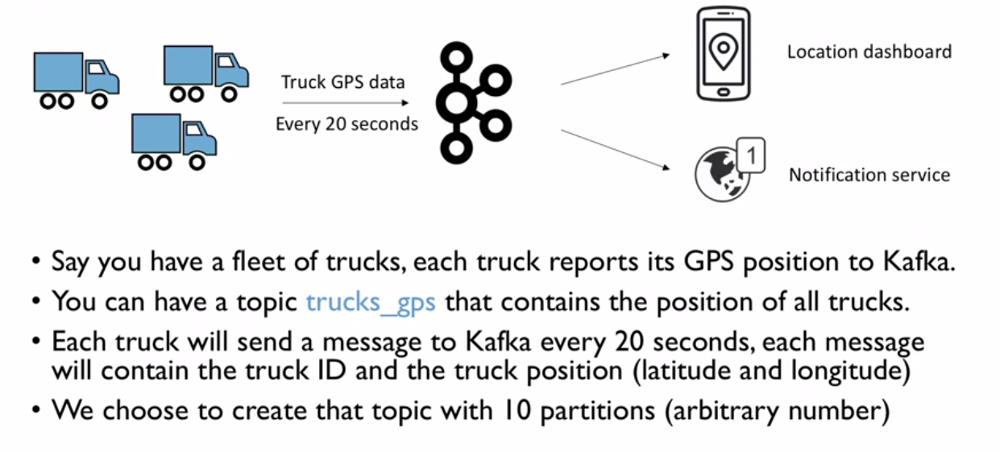 Truck GPS data
Every 20 seconds
Location dashboard
1
Notification service
• Say you have a fleet of trucks, each truck reports its GPS position to Kafka.
• You can have a topic trucks_gps that contains the position of all trucks.
• Each truck will send a message to Kafka every 20 seconds, each message
will contain the truck ID and the truck position (latitude and longitude)
• We choose to create that topic with 10 partitions (arbitrary number)